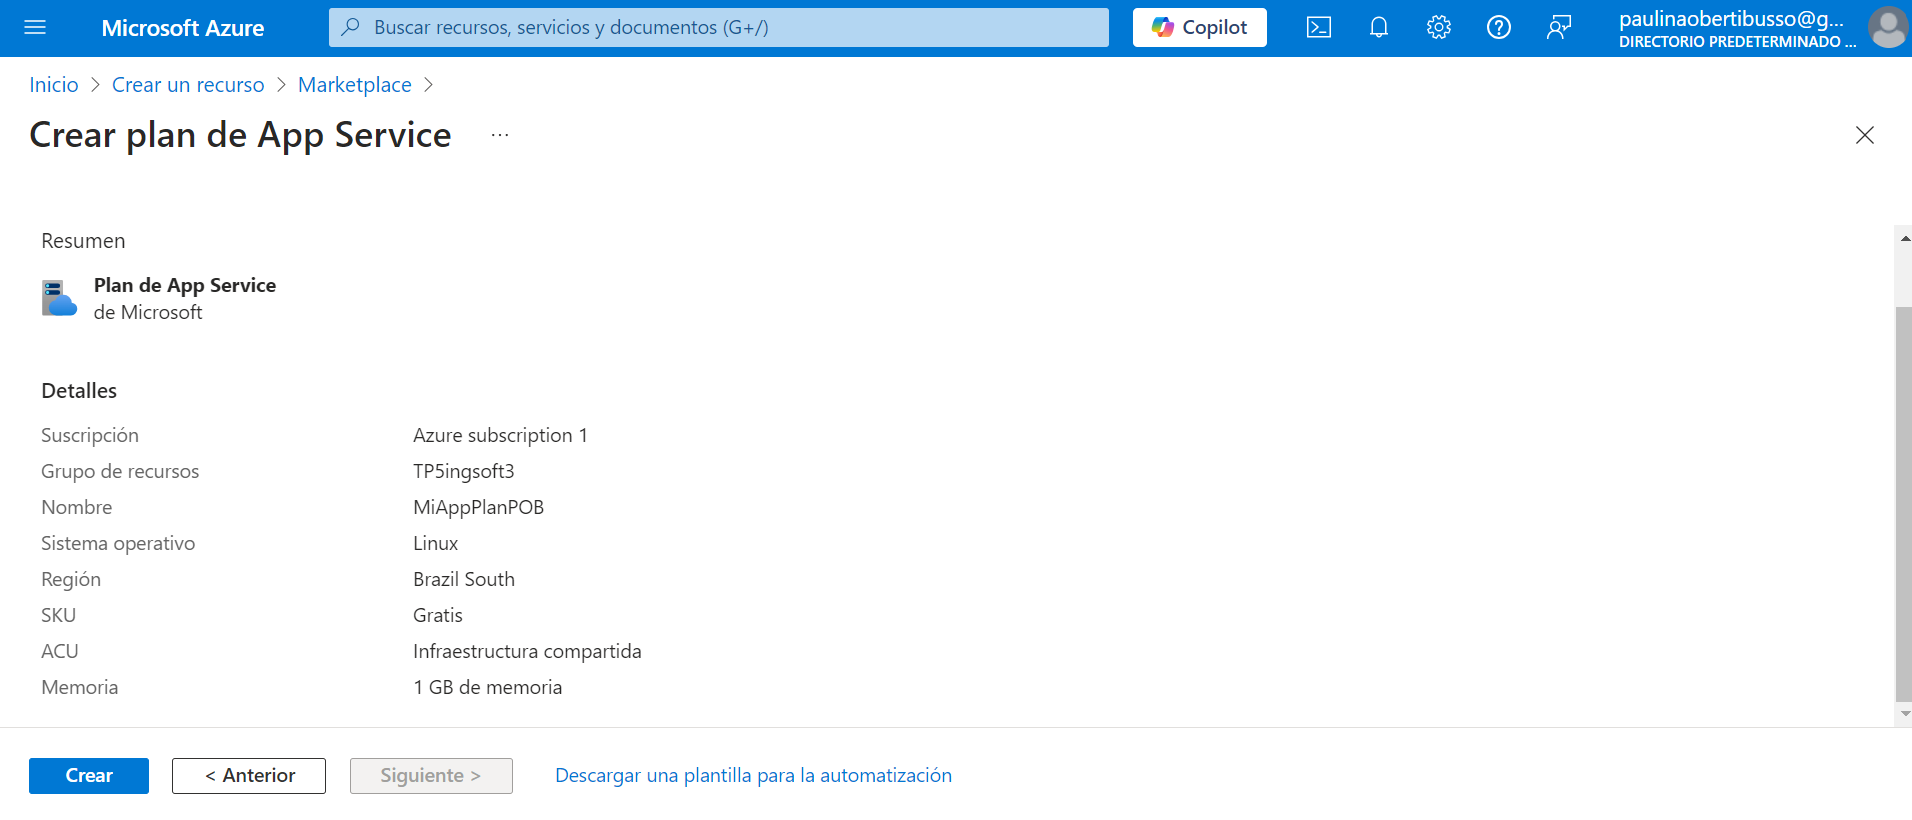 Microsoft Azure
Buscar recursos, servicios y documentos (G+/)
Copilot
paulinaobertibusso@g...
DIRECTORIO PREDETERMINADO ...
Inicio > Crear un recurso > Marketplace >
Crear plan de App Service ...
Resumen
Plan de App Service
de Microsoft
Detalles
Suscripción Azure subscription 1
Grupo de recursos TP5ingsoft3
Nombre MiAppPlanPOB
Sistema operativo Linux
Región Brazil South
SKU Gratis
ACU Infraestructura compartida
Memoria 1 GB de memoria
Crear < Anterior Siguiente > Descargar una plantilla para la automatización